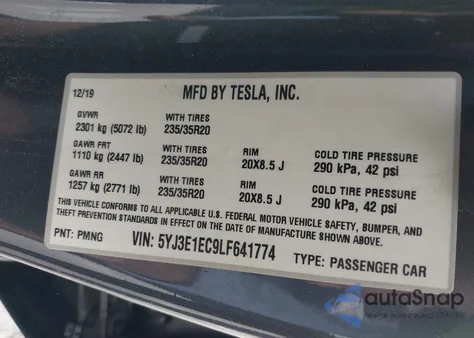 12/19 MFD BY TESLA, INC.
GVWR WITH TIRES
2301 kg (5072 lb) 235/35R20
GAWR FRT WITH TIRES RIM COLD TIRE PRESSURE
1110 kg (2447 lb) 235/35R20 20X8.5 J 290 kPa, 42 psi
GAWR RR WITH TIRES RIM COLD TIRE PRESSURE
1257 kg (2771 lb) 235/35R20 20X8.5 J 290 kPa, 42 psi
THIS VEHICLE CONFORMS TO ALL APPLICABLE U.S. FEDERAL MOTOR VEHICLE SAFETY, BUMPER, AND
THEFT PREVENTION STANDARDS IN EFFECT ON THE DATE OF MANUFACTURE SHOWN ABOVE.
PNT: PMNG VIN: 5YJ3E1EC9LF641774 TYPE: PASSENGER CAR
autoSnap